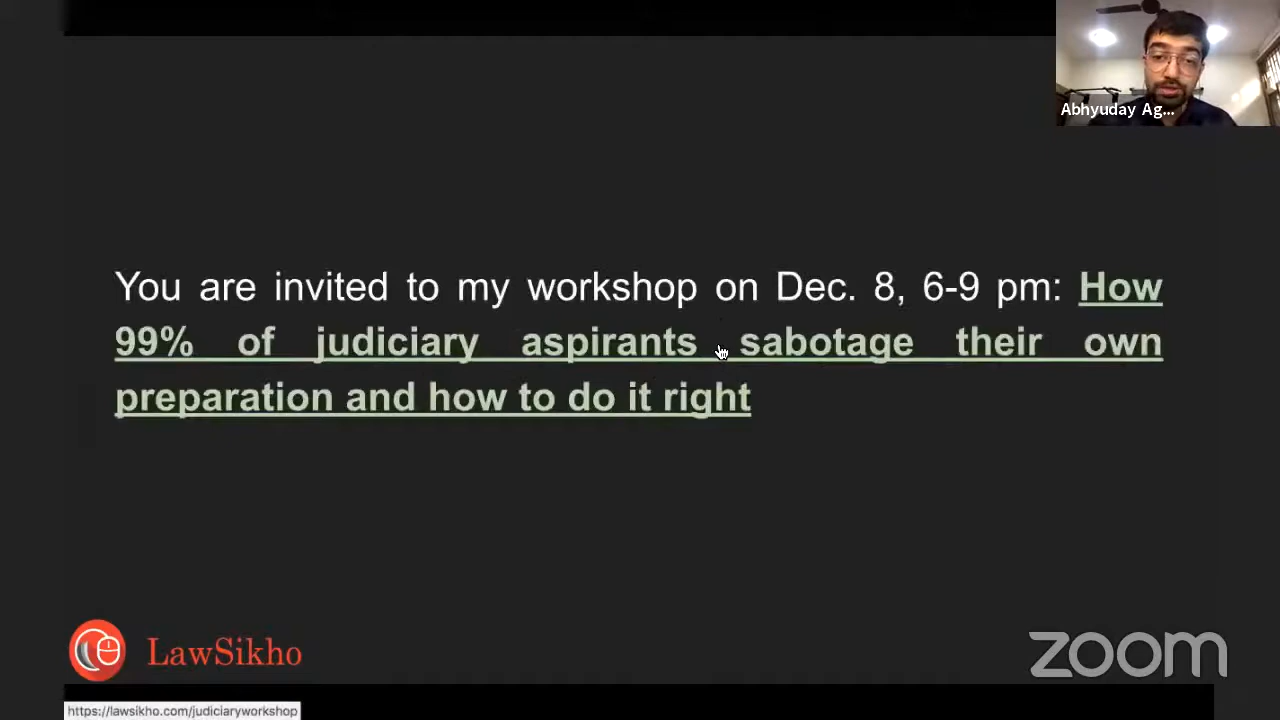 Abhyuday Ag...
You are invited to my workshop on Dec. 8, 6-9 pm: How
99% of judiciary aspirants sabotage their own
preparation and how to do it right
LawSikho
zoom
https://lawsikho.com/judiciaryworkshop